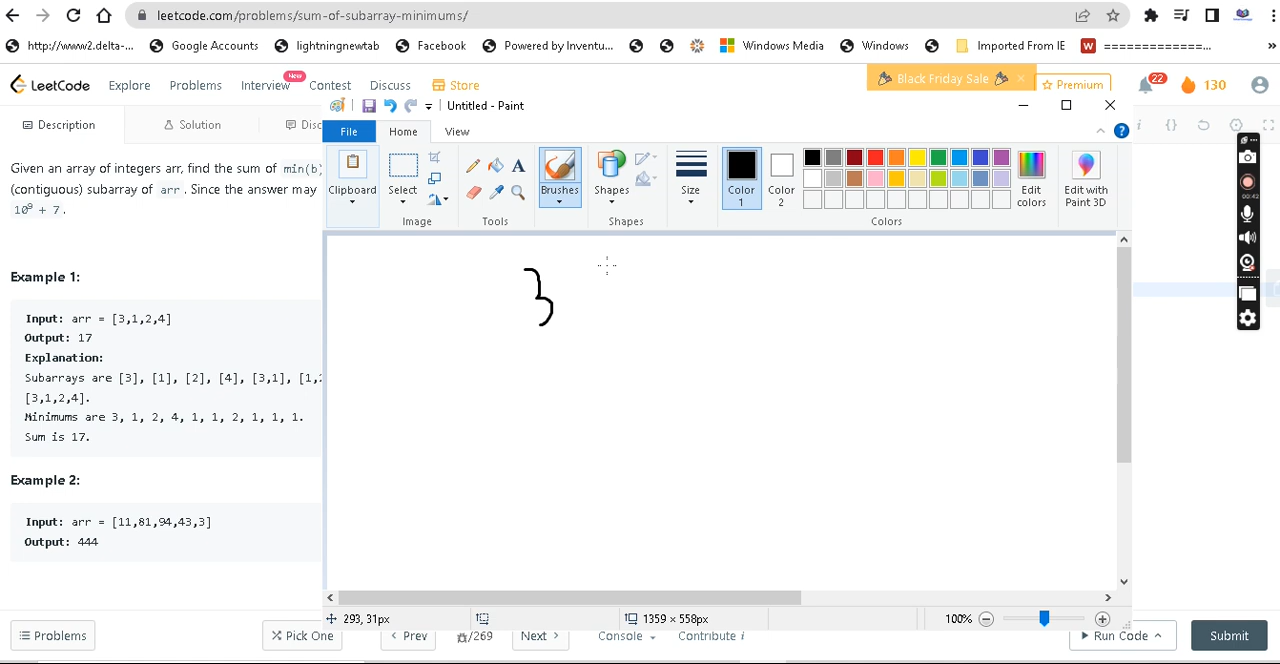 leetcode.com/problems/sum-of-subarray-minimums/
http://www2.delta-... Google Accounts lightningnewtab Facebook Powered by Inventu... Windows Media Windows Imported From IE W =============... »
LeetCode Explore Problems Interview New Contest Discuss Store Black Friday Sale × Premium 22 130
Untitled - Paint
Description Solution Disc
File Home View
Given an array of integers arr, find the sum of min(b)
(contiguous) subarray of arr. Since the answer may
10⁹ + 7.
Clipboard Select Brushes Shapes Size Color 1 Color 2 Edit colors Edit with Paint 3D
Image Tools Shapes Colors
00:42
3
Example 1:
Input: arr = [3,1,2,4]
Output: 17
Explanation:
Subarrays are [3], [1], [2], [4], [3,1], [1,2
[3,1,2,4].
Minimums are 3, 1, 2, 4, 1, 1, 2, 1, 1, 1.
Sum is 17.
Example 2:
Input: arr = [11,81,94,43,3]
Output: 444
293, 31px 1359 × 558px 100%
Problems Pick One Prev /269 Next Console Contribute i Run Code Submit